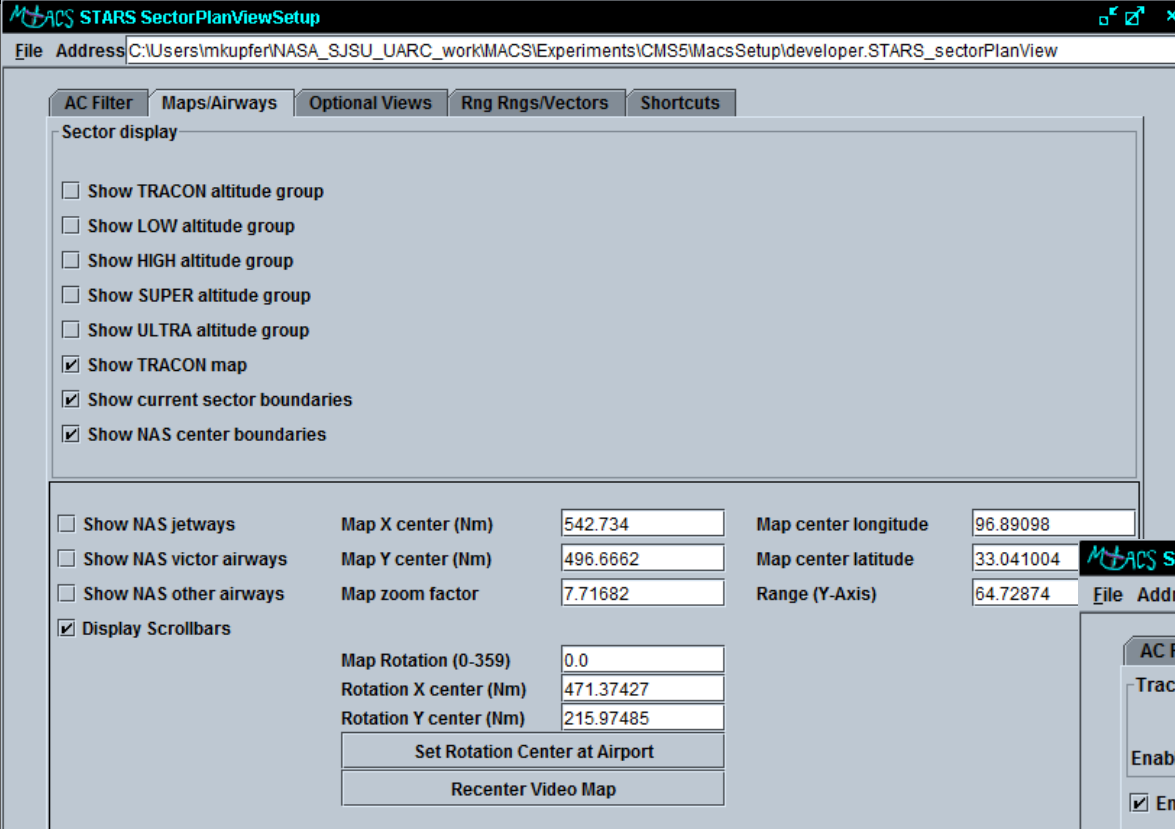 MACS STARS SectorPlanViewSetup
File Address C:\Users\mkupfer\NASA_SJSU_UARC_work\MACS\Experiments\CMS5\MacsSetup\developer.STARS_sectorPlanView
AC Filter Maps/Airways Optional Views Rng Rngs/Vectors Shortcuts
Sector display
Show TRACON altitude group
Show LOW altitude group
Show HIGH altitude group
Show SUPER altitude group
Show ULTRA altitude group
Show TRACON map
Show current sector boundaries
Show NAS center boundaries
Show NAS jetways Map X center (Nm) 542.734 Map center longitude 96.89098
Show NAS victor airways Map Y center (Nm) 496.6662 Map center latitude 33.041004
MACS S
Show NAS other airways Map zoom factor 7.71682 Range (Y-Axis) 64.72874
File Addr
Display Scrollbars
Map Rotation (0-359) 0.0
AC F
Rotation X center (Nm) 471.37427
Trac
Rotation Y center (Nm) 215.97485
Set Rotation Center at Airport
Enab
Recenter Video Map
En